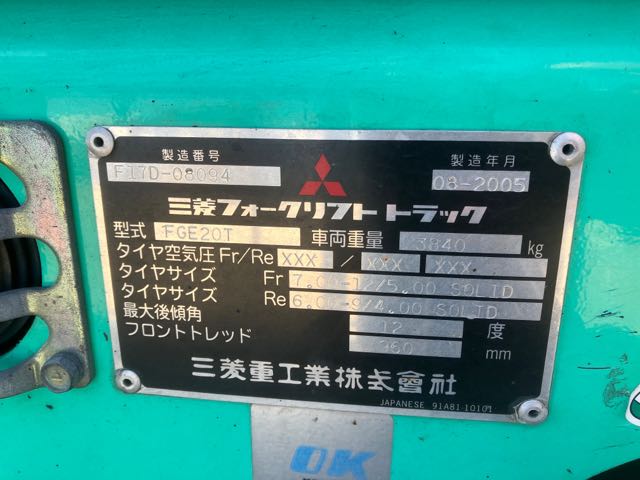 製造番号
製造年月
F17D-08094
08-2005
三菱フォークリフト トラック
型式 FGE20T 車両重量 3840 kg
タイヤ空気圧 Fr/Re XXX / XXX XXX
タイヤサイズ Fr 7.00-12/5.00 SOLID
タイヤサイズ Re 6.00-9/4.00 SOLID
最大後傾角 12 度
フロントトレッド 960 mm
三菱重工業株式會社
JAPANESE 91A81 10101
OK